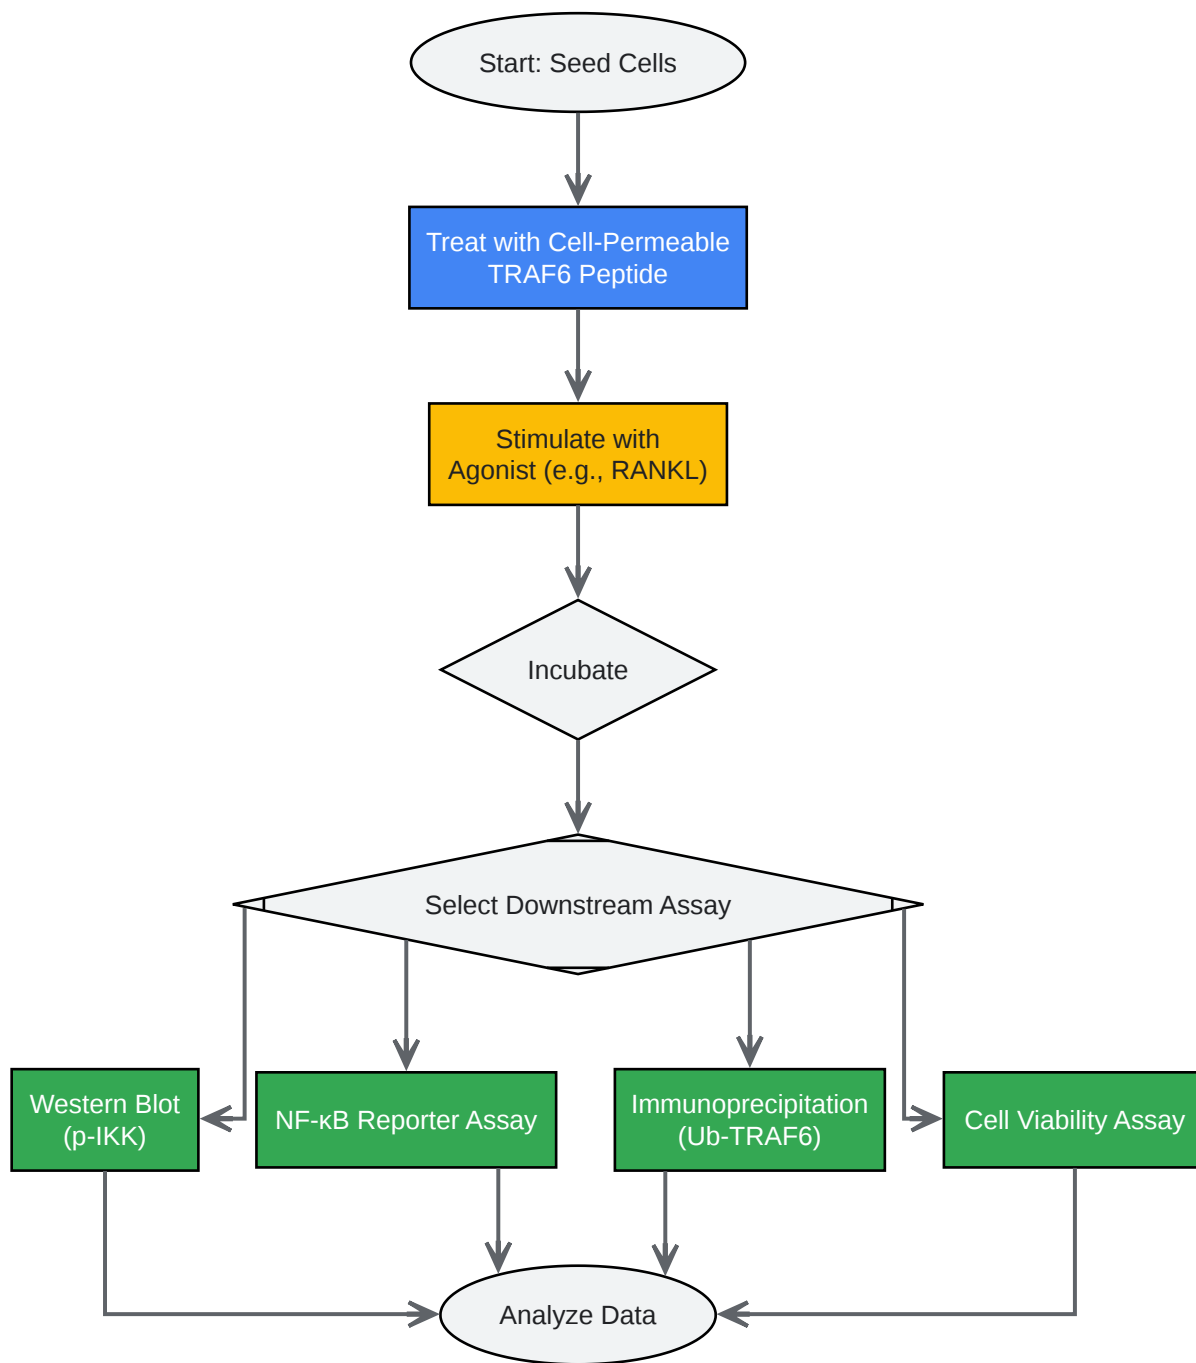 Start: Seed Cells
Treat with Cell-Permeable
TRAF6 Peptide
Stimulate with
Agonist (e.g., RANKL)
Incubate
Select Downstream Assay
Western Blot
(p-IKK)
NF-κB Reporter Assay
Immunoprecipitation
(Ub-TRAF6)
Cell Viability Assay
Analyze Data